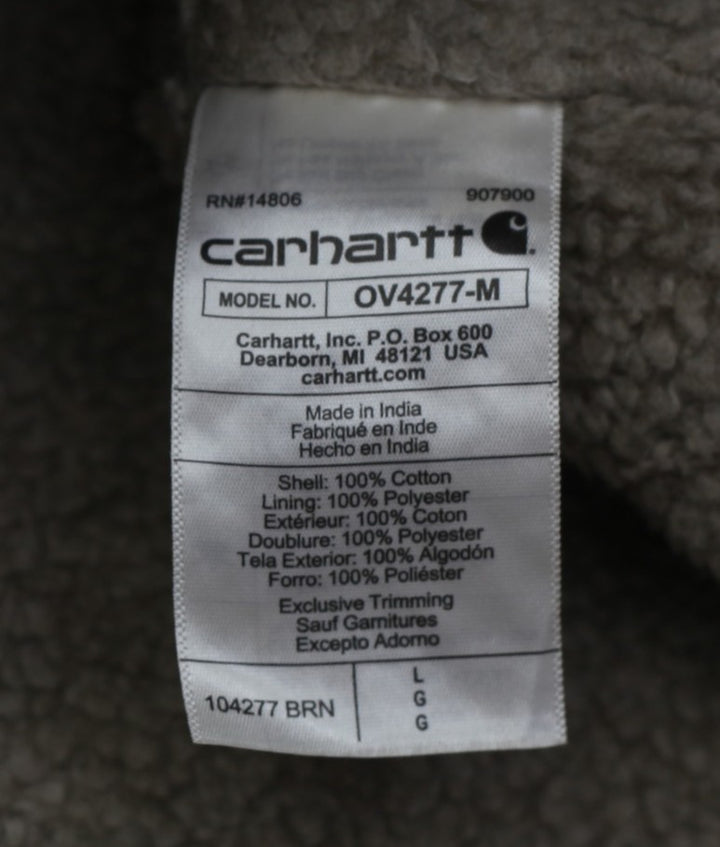 RN#14806 907900
carhartt
MODEL NO. OV4277-M
Carhartt, Inc. P.O. Box 600
Dearborn, MI 48121 USA
carhartt.com
Made in India
Fabriqué en Inde
Hecho en India
Shell: 100% Cotton
Lining: 100% Polyester
Extérieur: 100% Coton
Doublure: 100% Polyester
Tela Exterior: 100% Algodón
Forro: 100% Poliéster
Exclusive Trimming
Sauf Garnitures
Excepto Adorno
104277 BRN
L
G
G